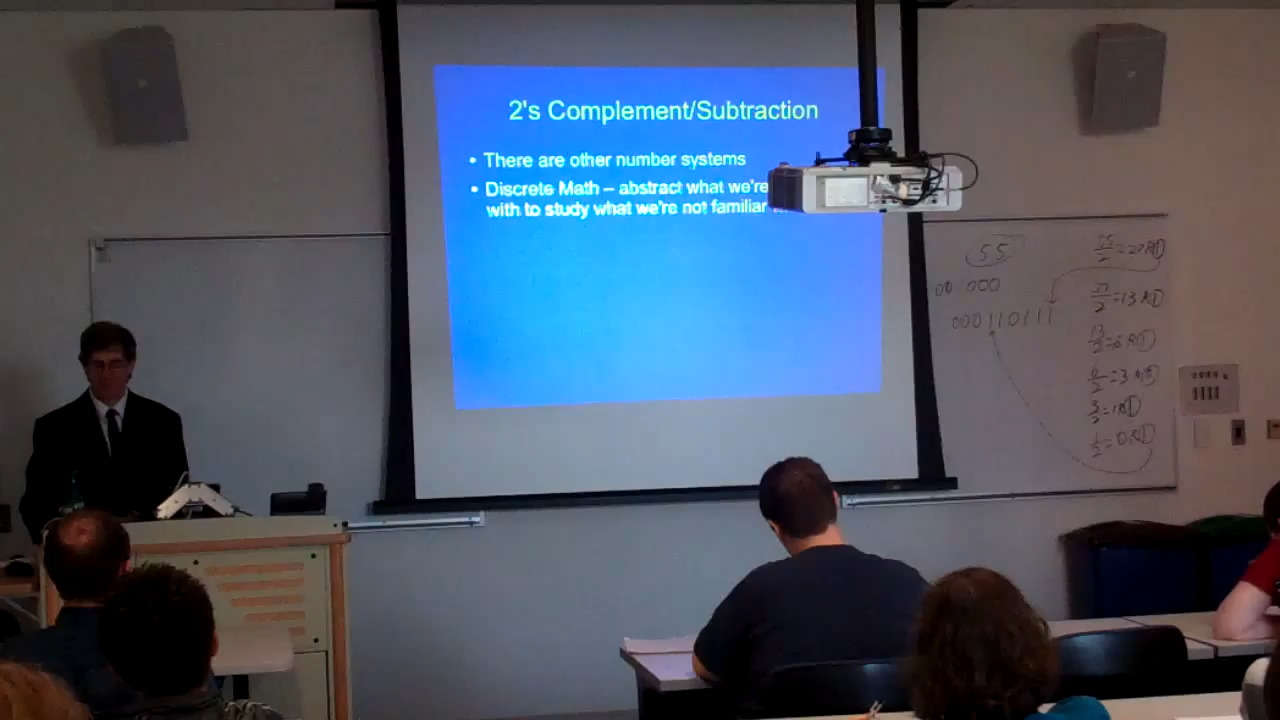 2's Complement/Subtraction
• There are other number systems
• Discrete Math – abstract what we're
with to study what we're not familiar
55
00 000
000110111
55/2 = 27 R1
27/2 = 13 R1
13/2 = 6 R1
6/2 = 3 R0
3/2 = 1 R1
1/2 = 0 R1